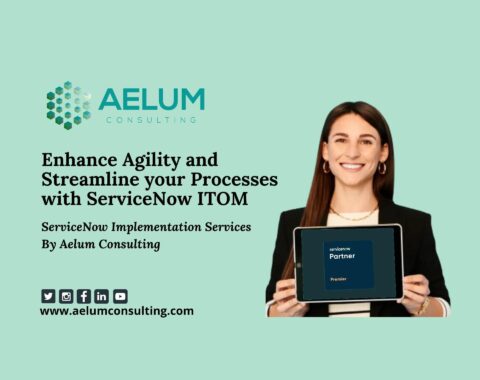 AELUM
CONSULTING
Enhance Agility and
Streamline your Processes
with ServiceNow ITOM
ServiceNow Implementation Services
By Aelum Consulting
servicenow
Partner
Premier
www.aelumconsulting.com